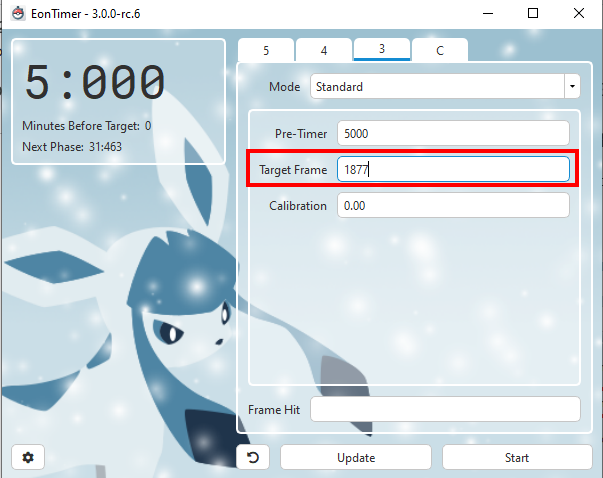 EonTimer - 3.0.0-rc.6
5:000
Minutes Before Target: 0
Next Phase: 31:463
5 4 3 C
Mode Standard
Pre-Timer 5000
Target Frame 1877
Calibration 0.00
Frame Hit
Update Start